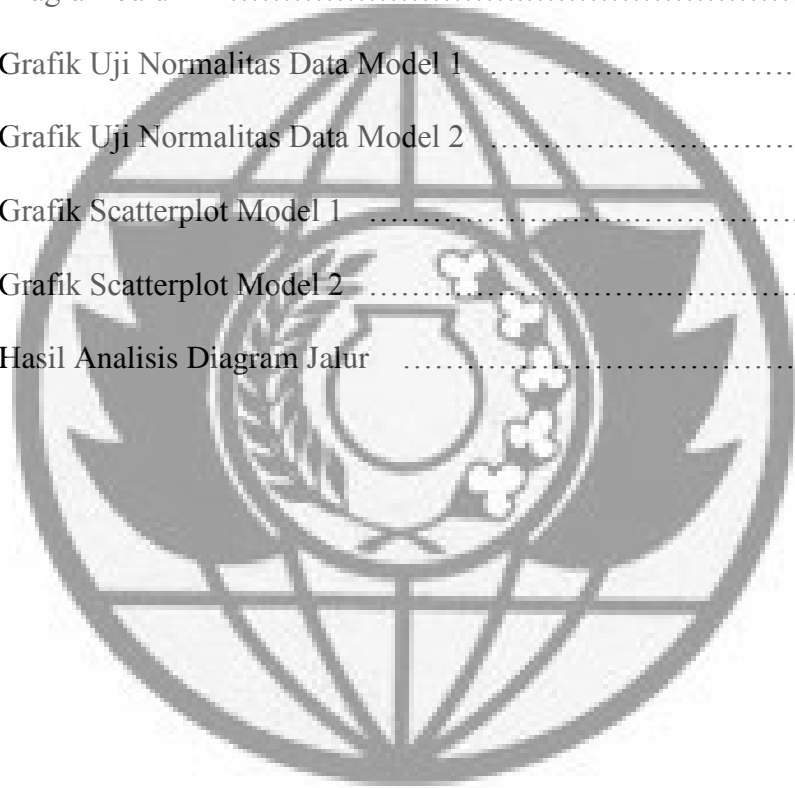 Grafik Uji Normalitas Data Model 1 …… ………………….
Grafik Uji Normalitas Data Model 2 …………………………
Grafik Scatterplot Model 1 ……………………………………
Grafik Scatterplot Model 2 ……………………………………
Hasil Analisis Diagram Jalur …………………………………